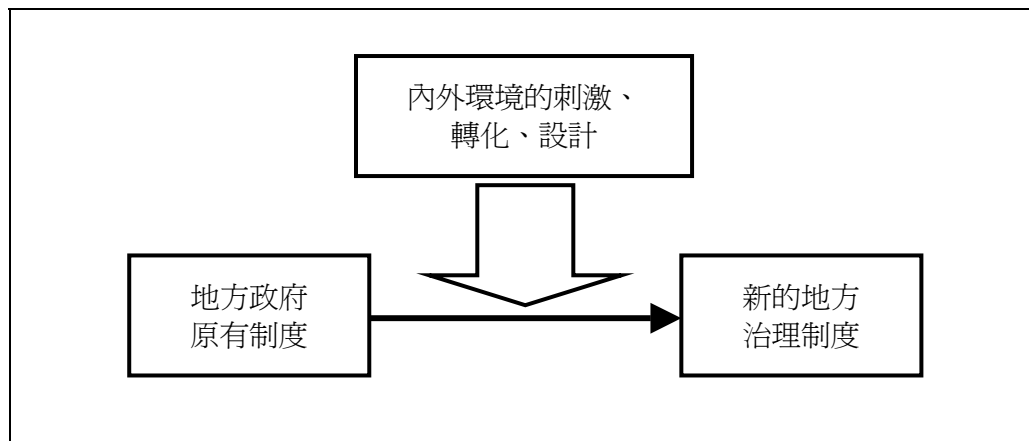 內外環境的刺激、
轉化、設計
地方政府
原有制度
新的地方
治理制度